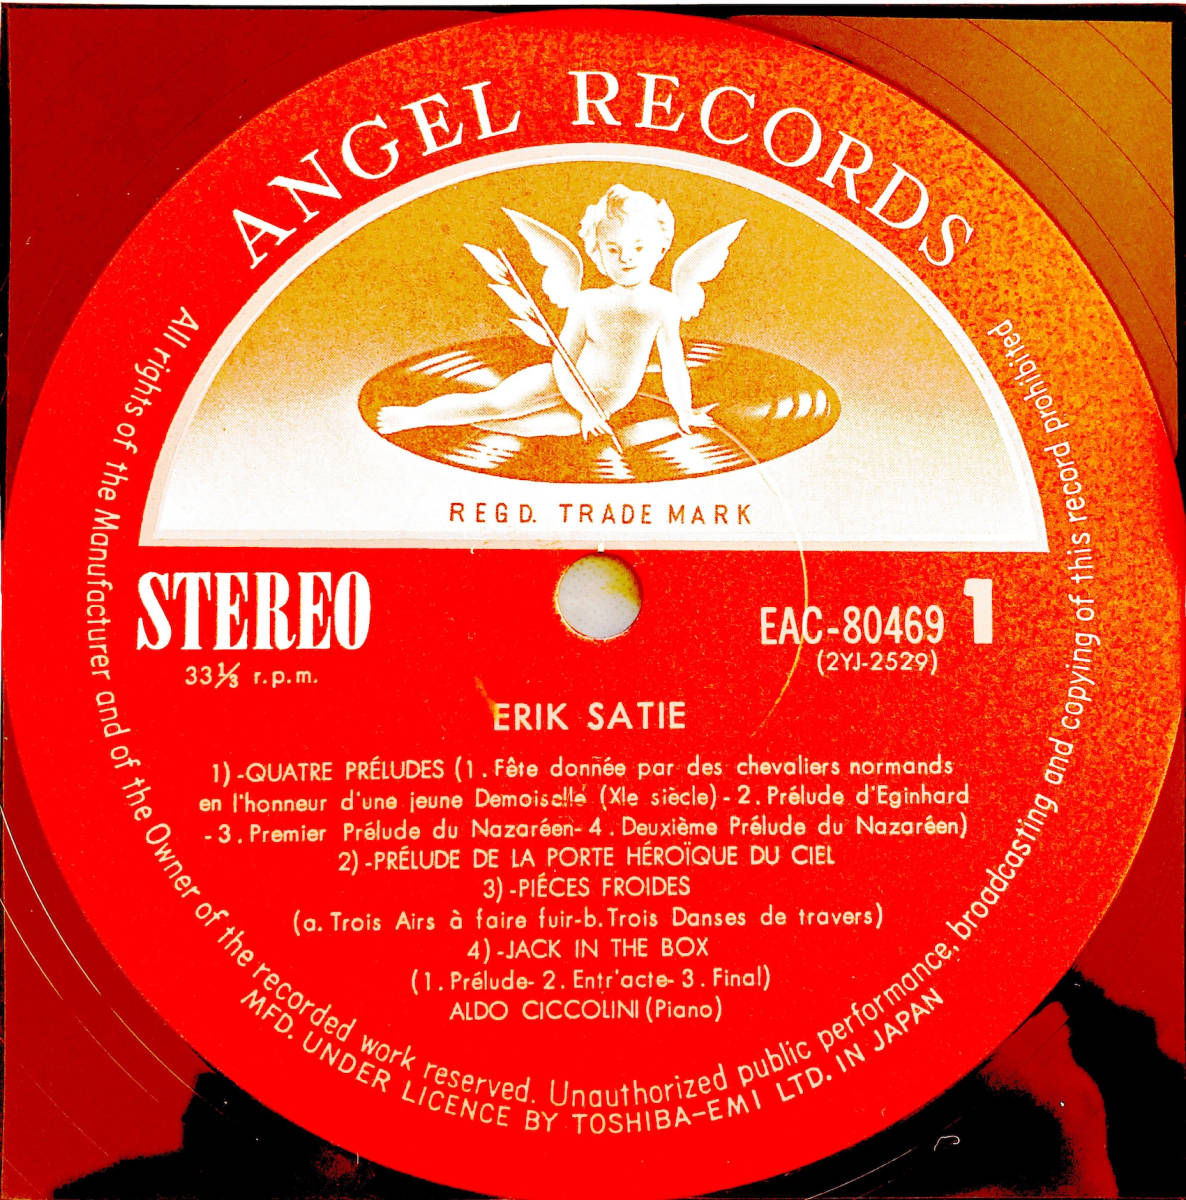 ANGEL RECORDS
REGD. TRADE MARK
STEREO
33⅓ r.p.m.
EAC-80469 1
(2YJ-2529)
ERIK SATIE
1)-QUATRE PRÉLUDES (1. Fête donnée par des chevaliers normands
en l'honneur d'une jeune Demoiselle (XIe siècle)-2. Prélude d'Eginhard
-3. Premier Prélude du Nazaréen-4. Deuxième Prélude du Nazarêen)
2)-PRÉLUDE DE LA PORTE HÉROÏQUE DU CIEL
3)-PIÉCES FROIDES
(a. Trois Airs à faire fuir-b. Trois Danses de travers)
4)-JACK IN THE BOX
(1. Prélude-2. Entr'acte-3. Final)
ALDO CICCOLINI (Piano)
All rights of the Manufacturer and of the Owner of the recorded work reserved. Unauthorized public performance, broadcasting and copying of this record prohibited
MFD. UNDER LICENCE BY TOSHIBA-EMI LTD. IN JAPAN